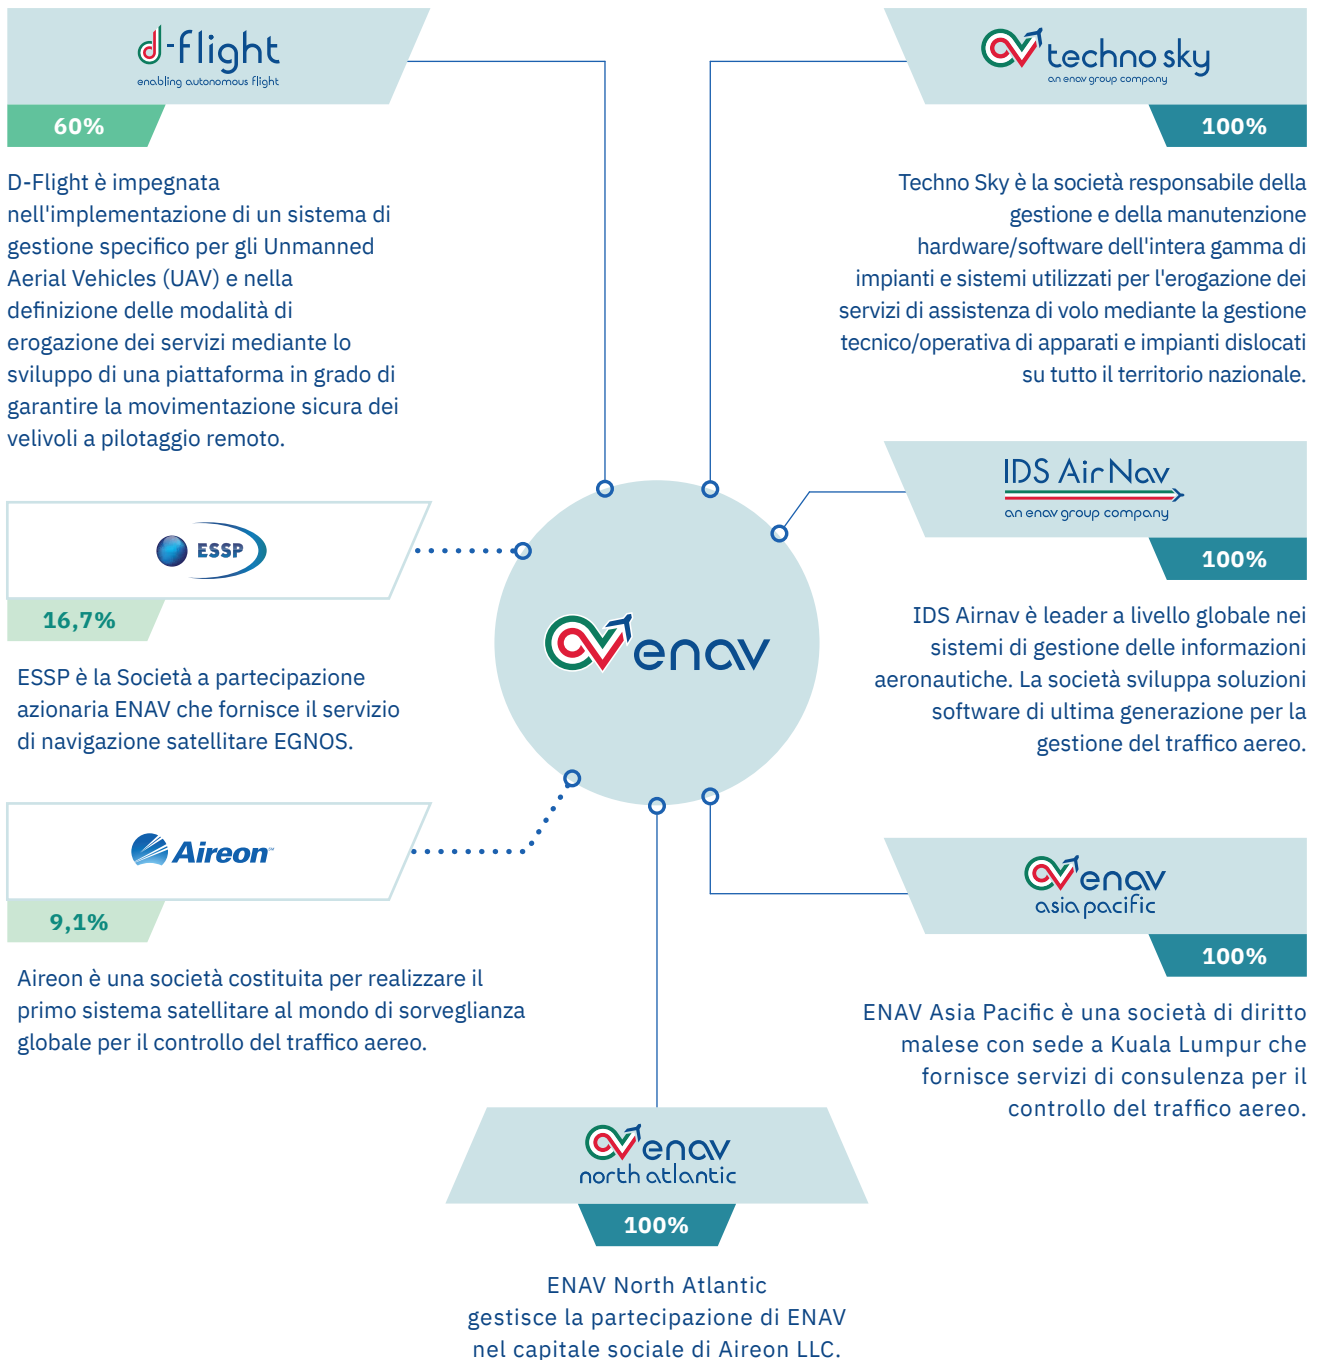 d-flight
enabling autonomous flight
60%
D-Flight è impegnata
nell'implementazione di un sistema di
gestione specifico per gli Unmanned
Aerial Vehicles (UAV) e nella
definizione delle modalità di
erogazione dei servizi mediante lo
sviluppo di una piattaforma in grado di
garantire la movimentazione sicura dei
velivoli a pilotaggio remoto.
techno sky
an enav group company
100%
Techno Sky è la società responsabile della
gestione e della manutenzione
hardware/software dell'intera gamma di
impianti e sistemi utilizzati per l'erogazione dei
servizi di assistenza di volo mediante la gestione
tecnico/operativa di apparati e impianti dislocati
su tutto il territorio nazionale.
ESSP
16,7%
ESSP è la Società a partecipazione
azionaria ENAV che fornisce il servizio
di navigazione satellitare EGNOS.
enav
IDS AirNav
an enav group company
100%
IDS Airnav è leader a livello globale nei
sistemi di gestione delle informazioni
aeronautiche. La società sviluppa soluzioni
software di ultima generazione per la
gestione del traffico aereo.
Aireon
9,1%
Aireon è una società costituita per realizzare il
primo sistema satellitare al mondo di sorveglianza
globale per il controllo del traffico aereo.
enav
asia pacific
100%
ENAV Asia Pacific è una società di diritto
malese con sede a Kuala Lumpur che
fornisce servizi di consulenza per il
controllo del traffico aereo.
enav
north atlantic
100%
ENAV North Atlantic
gestisce la partecipazione di ENAV
nel capitale sociale di Aireon LLC.